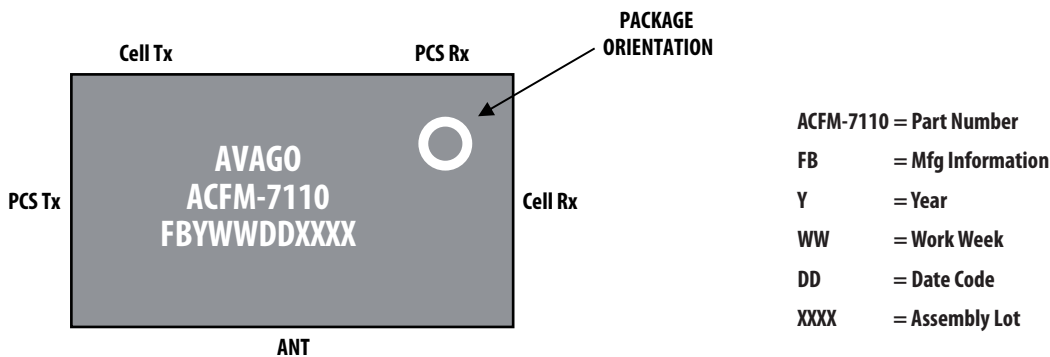 PACKAGE
ORIENTATION
Cell Tx
PCS Rx
AVAGO
ACFM-7110
FBYWWDDXXXX
PCS Tx
Cell Rx
ANT
ACFM-7110 = Part Number
FB = Mfg Information
Y = Year
WW = Work Week
DD = Date Code
XXXX = Assembly Lot